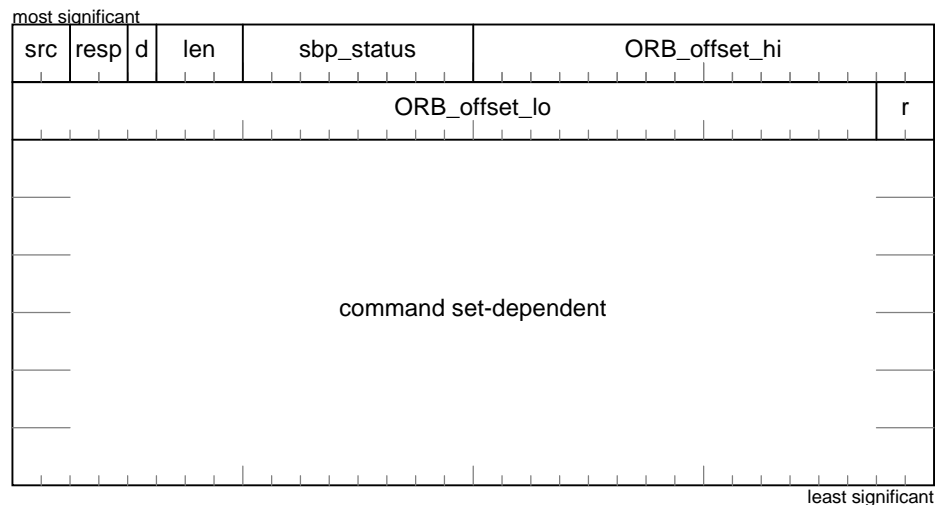 most significant
src resp d len sbp_status ORB_offset_hi
ORB_offset_lo r
command set-dependent
least significant